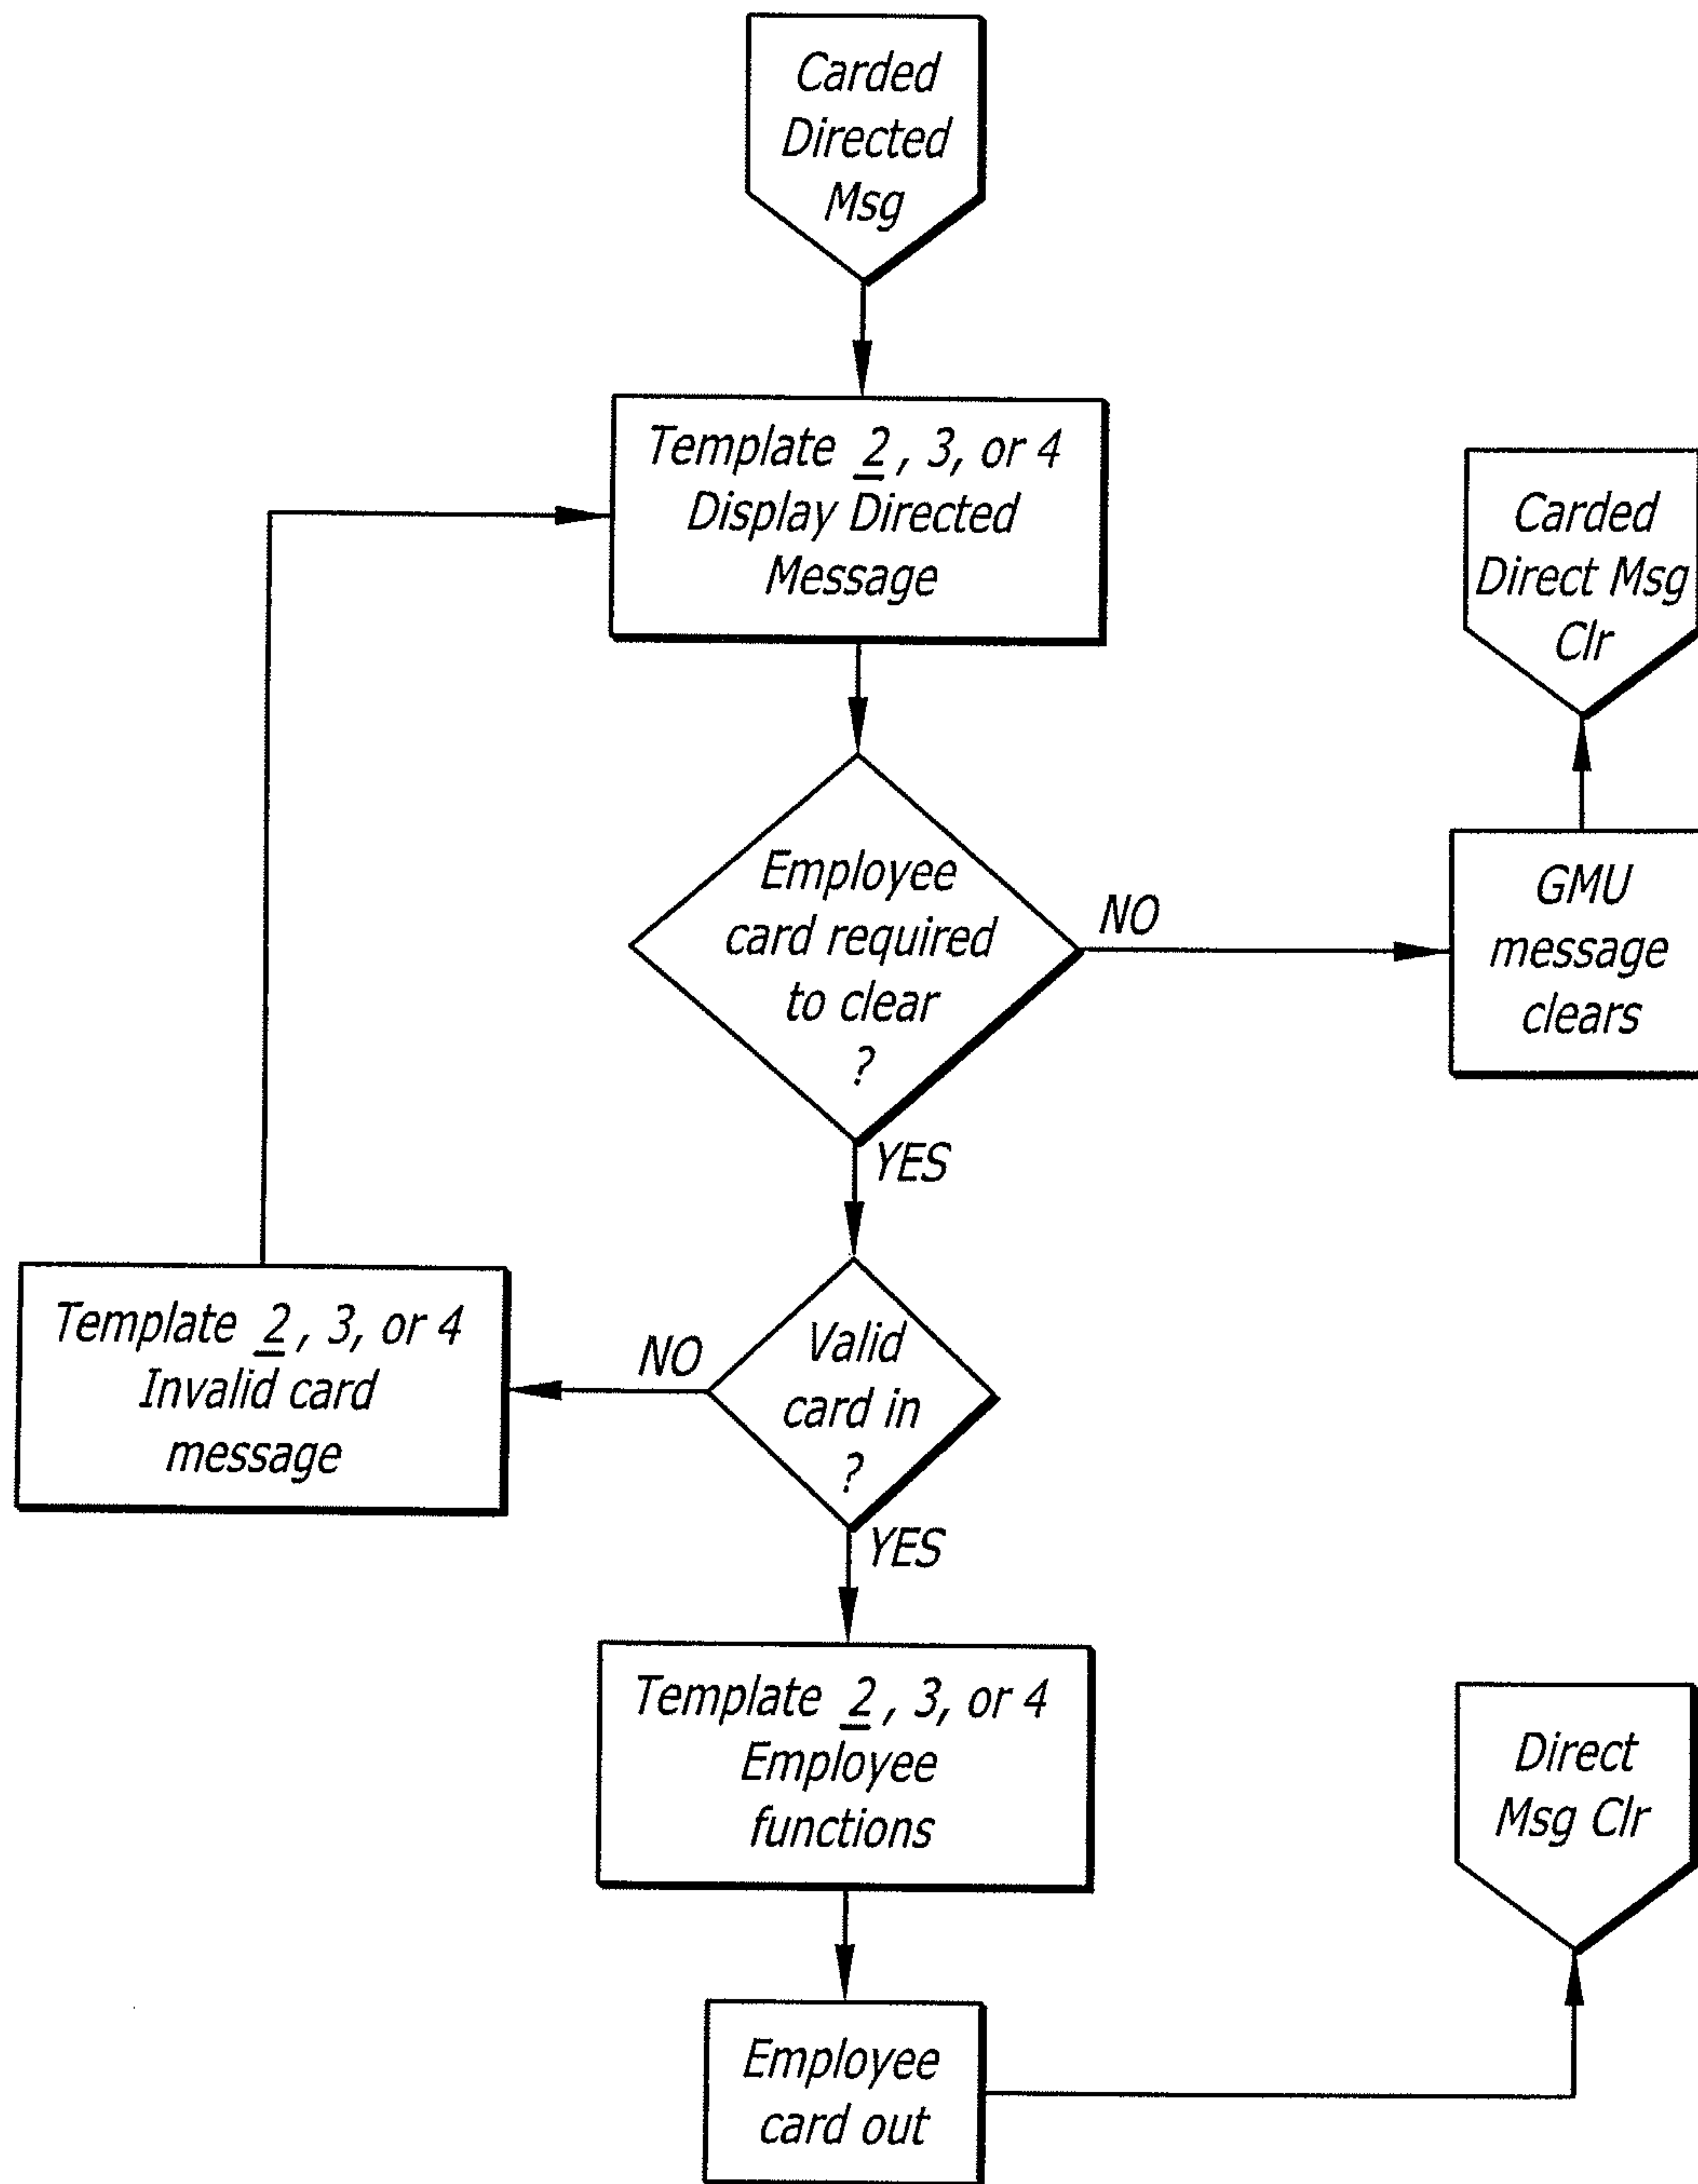 Carded
Directed
Msg
Template 2, 3, or 4
Display Directed
Message
Carded
Direct Msg
Clr
Employee
card required
to clear
?
NO
GMU
message
clears
YES
Template 2, 3, or 4
Invalid card
message
NO
Valid
card in
?
YES
Template 2, 3, or 4
Employee
functions
Direct
Msg Clr
Employee
card out